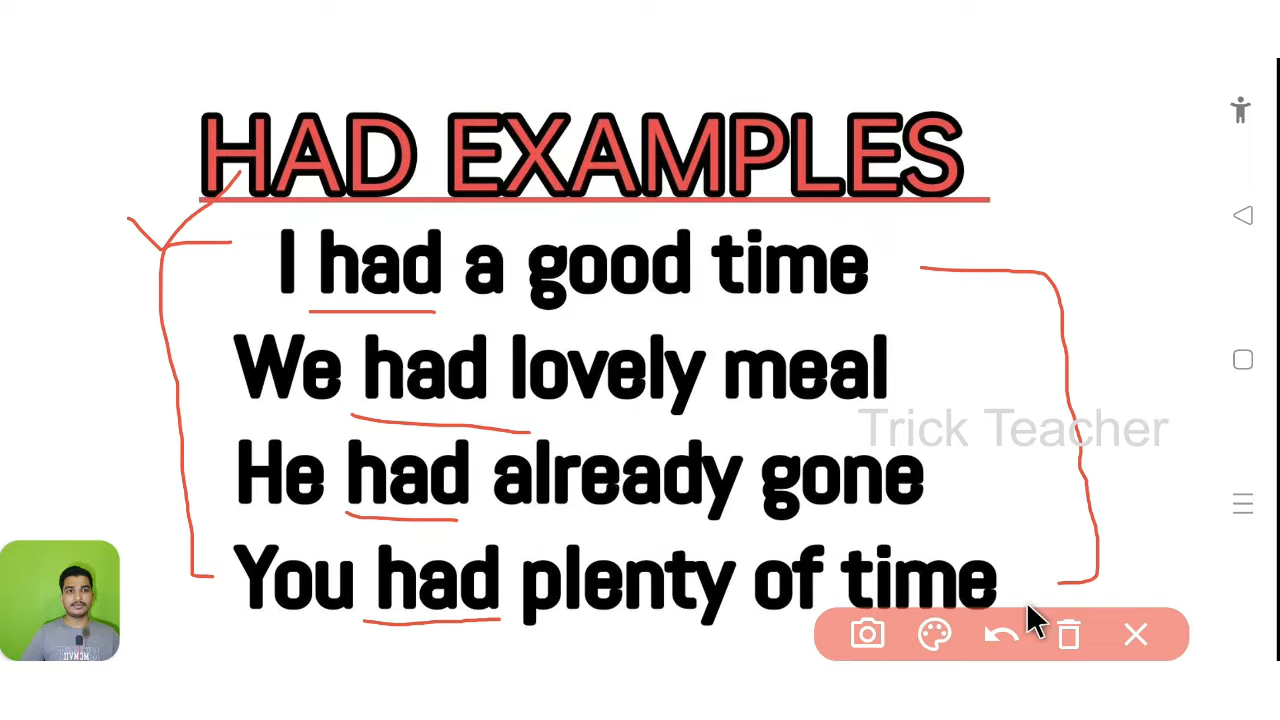 HAD EXAMPLES
I had a good time
We had lovely meal
Trick Teacher
He had already gone
You had plenty of time